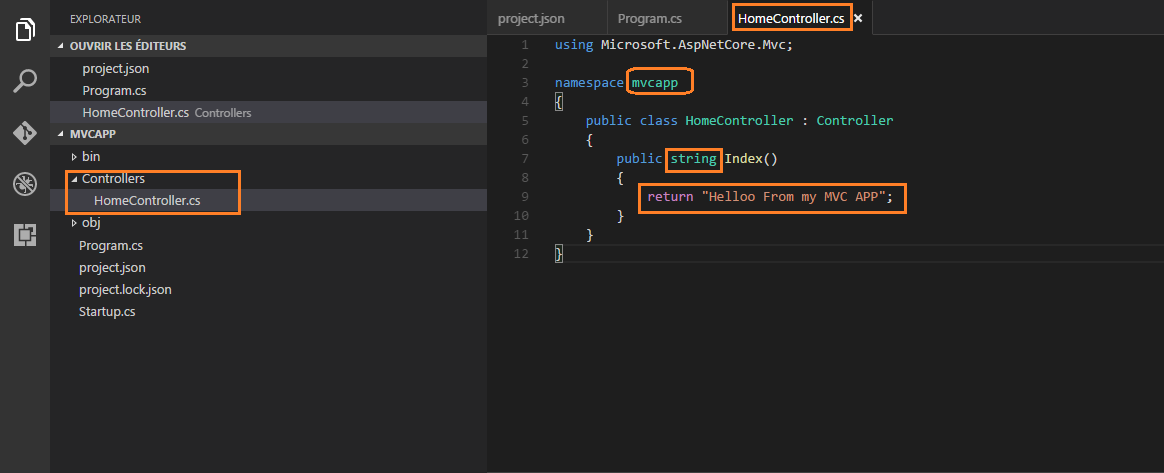 EXPLORATEUR
OUVRIR LES ÉDITEURS
project.json
Program.cs
HomeController.cs Controllers
MVCAPP
bin
Controllers
HomeController.cs
obj
Program.cs
project.json
project.lock.json
Startup.cs
project.json Program.cs HomeController.cs ×
1 using Microsoft.AspNetCore.Mvc;
2
3 namespace mvcapp
4 {
5 public class HomeController : Controller
6 {
7 public string Index()
8 {
9 return "Helloo From my MVC APP";
10 }
11 }
12 }